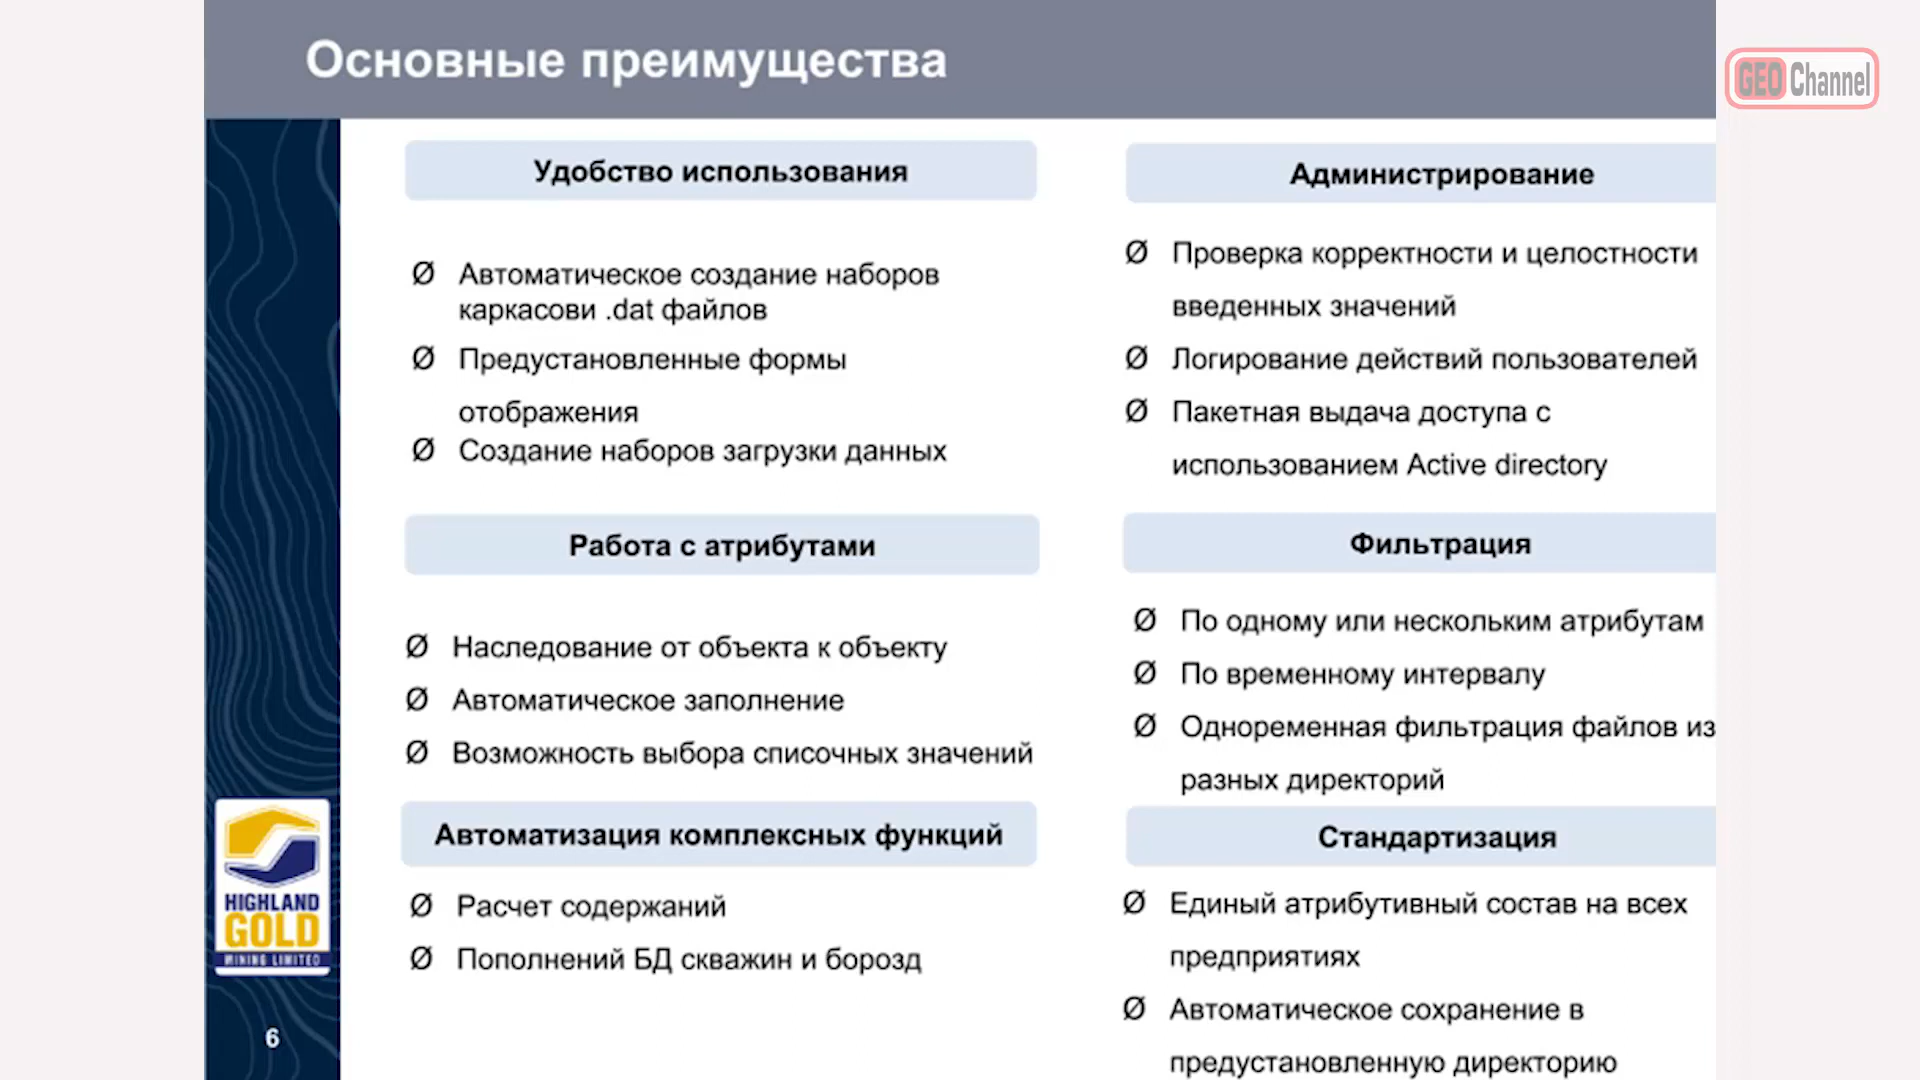 Основные преимущества
GEO Channel
Удобство использования
Ø Автоматическое создание наборов
каркасови .dat файлов
Ø Предустановленные формы
отображения
Ø Создание наборов загрузки данных
Работа с атрибутами
Ø Наследование от объекта к объекту
Ø Автоматическое заполнение
Ø Возможность выбора списочных значений
Автоматизация комплексных функций
Ø Расчет содержаний
Ø Пополнений БД скважин и борозд
Администрирование
Ø Проверка корректности и целостности
введенных значений
Ø Логирование действий пользователей
Ø Пакетная выдача доступа с
использованием Active directory
Фильтрация
Ø По одному или нескольким атрибутам
Ø По временному интервалу
Ø Одноременная фильтрация файлов из
разных директорий
Стандартизация
Ø Единый атрибутивный состав на всех
предприятиях
Ø Автоматическое сохранение в
предустановленную директорию
HIGHLAND
GOLD
MINING LIMITED
6